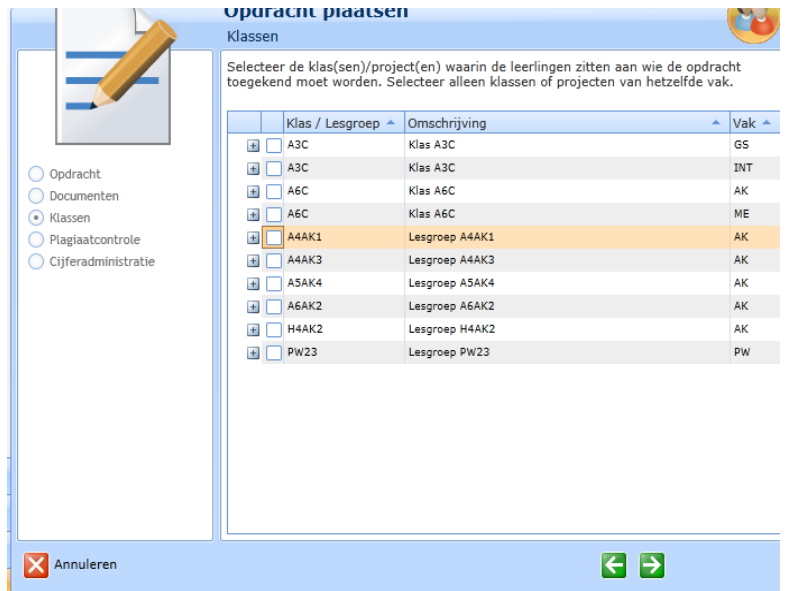 Opdracht plaatsen
Klassen
Selecteer de klas(sen)/project(en) waarin de leerlingen zitten aan wie de opdracht
toegekend moet worden. Selecteer alleen klassen of projecten van hetzelfde vak.
Opdracht
Documenten
Klassen
Plagiaatcontrole
Cijferadministratie
Klas / Lesgroep Omschrijving Vak
A3C Klas A3C GS
A3C Klas A3C INT
A6C Klas A6C AK
A6C Klas A6C ME
A4AK1 Lesgroep A4AK1 AK
A4AK3 Lesgroep A4AK3 AK
A5AK4 Lesgroep A5AK4 AK
A6AK2 Lesgroep A6AK2 AK
H4AK2 Lesgroep H4AK2 AK
PW23 Lesgroep PW23 PW
Annuleren